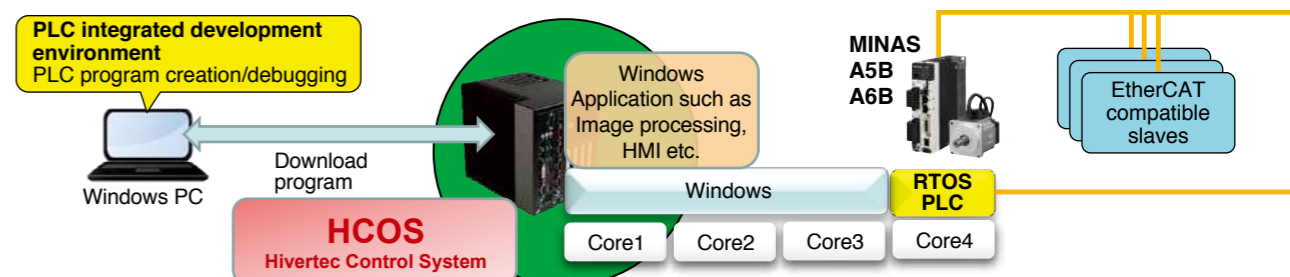 PLC integrated development
environment
PLC program creation/debugging
Windows PC
Download
program
HCOS
Hivertec Control System
Windows
Application such as
Image processing,
HMI etc.
Windows
RTOS
PLC
Core1
Core2
Core3
Core4
MINAS
A5B
A6B
EtherCAT
compatible
slaves